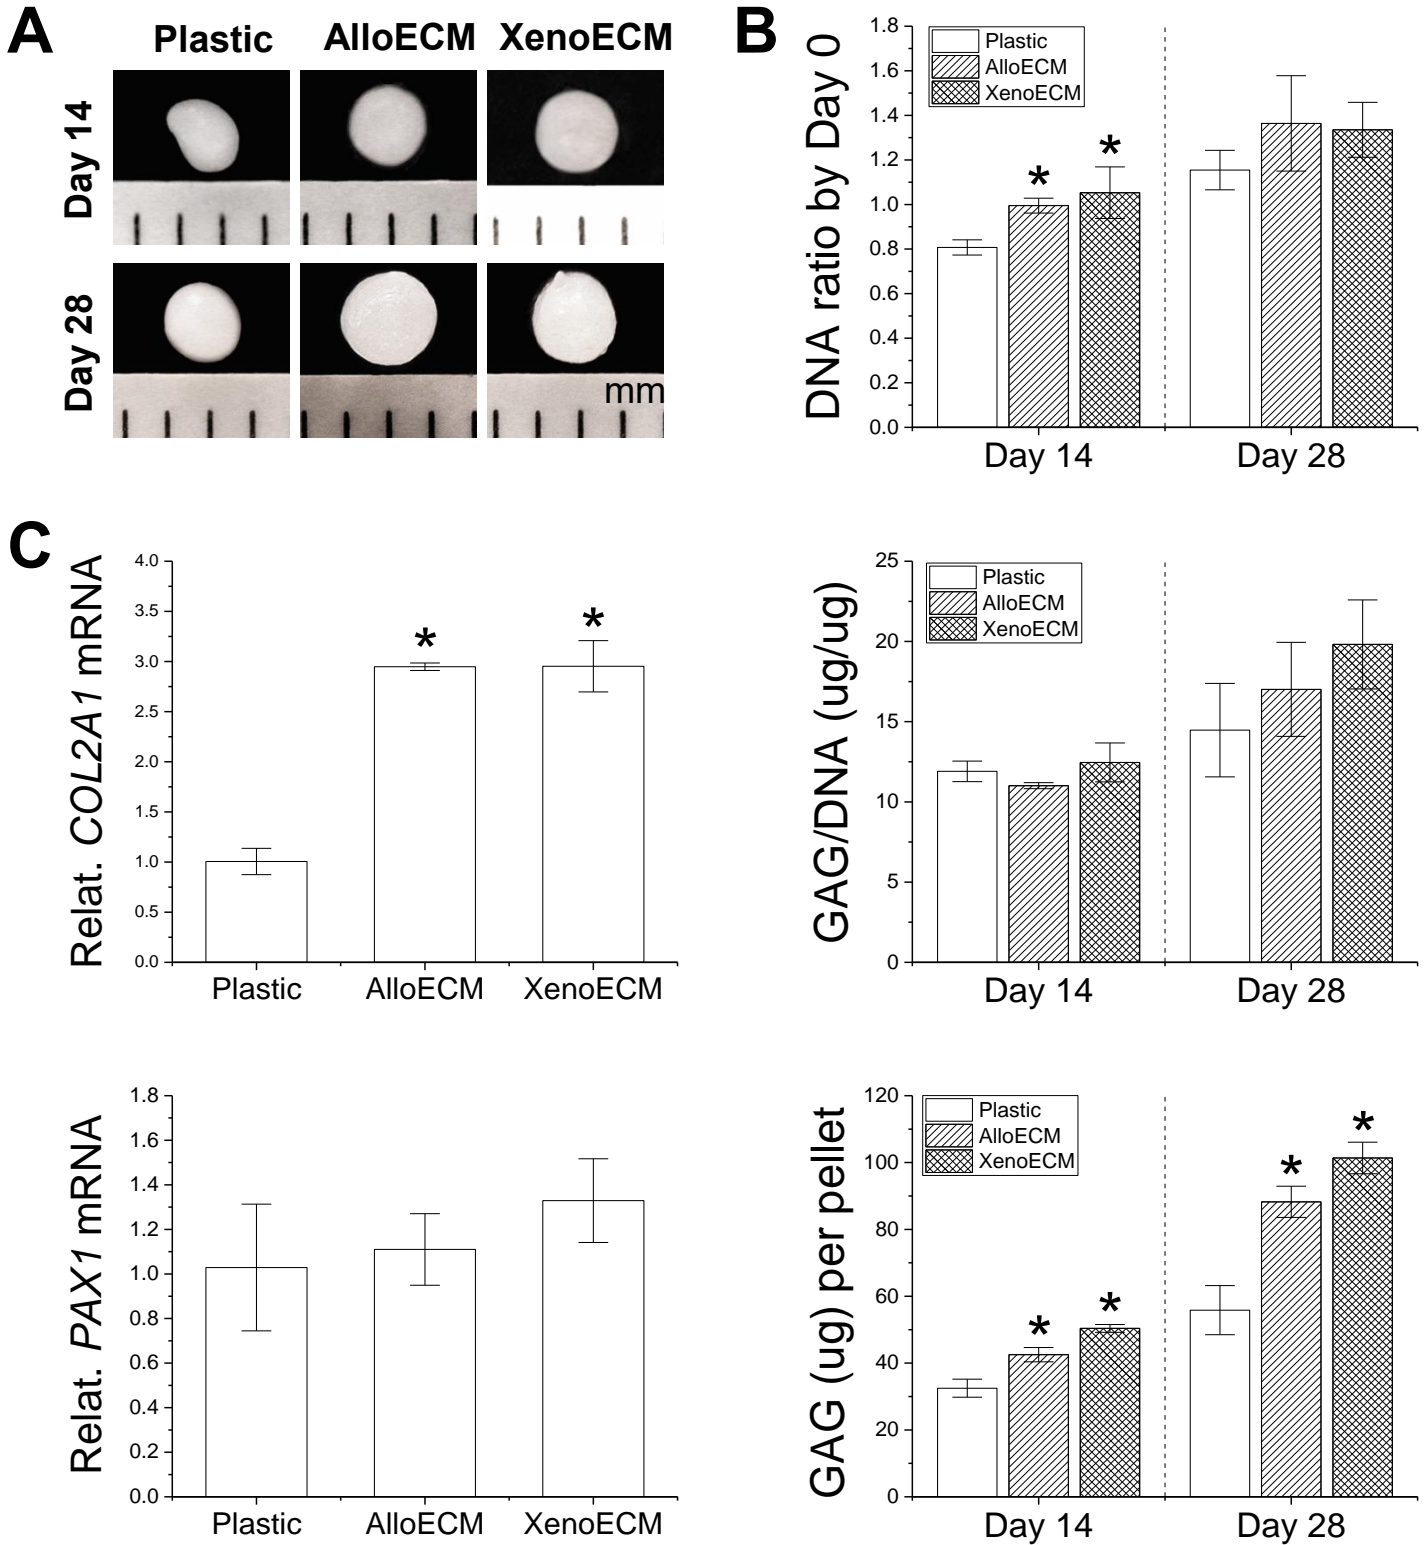 A
Plastic AlloECM XenoECM
Day 14
Day 28
mm
B
DNA ratio by Day 0
1.8
1.6
1.4
1.2
1.0
0.8
0.6
0.4
0.2
0.0
Plastic
AlloECM
XenoECM
*
*
Day 14 Day 28
C
Relat. COL2A1 mRNA
4.0
3.5
3.0
2.5
2.0
1.5
1.0
0.5
0.0
*
*
Plastic AlloECM XenoECM
GAG/DNA (ug/ug)
25
20
15
10
5
0
Plastic
AlloECM
XenoECM
Day 14 Day 28
Relat. PAX1 mRNA
1.8
1.6
1.4
1.2
1.0
0.8
0.6
0.4
0.2
0.0
Plastic AlloECM XenoECM
GAG (ug) per pellet
120
100
80
60
40
20
0
Plastic
AlloECM
XenoECM
*
*
*
*
Day 14 Day 28